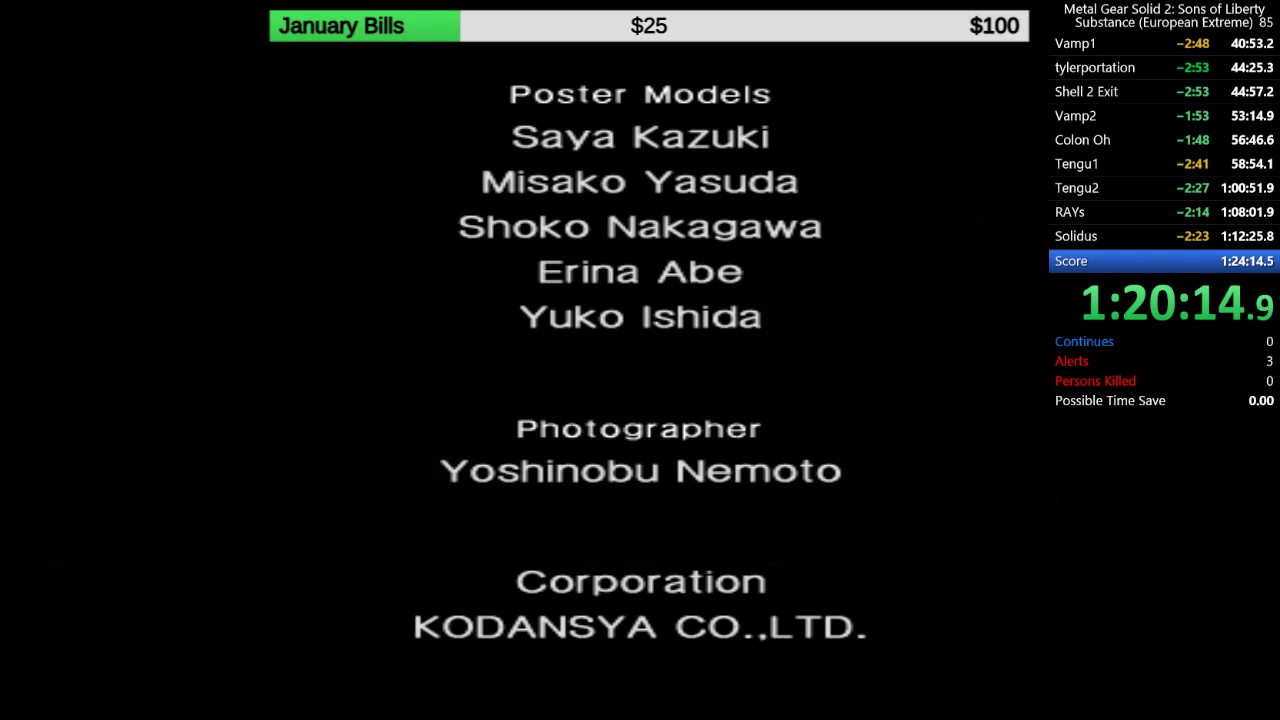 January Bills $25 $100
Poster Models
Saya Kazuki
Misako Yasuda
Shoko Nakagawa
Erina Abe
Yuko Ishida
Photographer
Yoshinobu Nemoto
Corporation
KODANSYA CO.,LTD.
Metal Gear Solid 2: Sons of Liberty
Substance (European Extreme) 85
Vamp1 −2:48 40:53.2
tylerportation −2:53 44:25.3
Shell 2 Exit −2:53 44:57.2
Vamp2 −1:53 53:14.9
Colon Oh −1:48 56:46.6
Tengu1 −2:41 58:54.1
Tengu2 −2:27 1:00:51.9
RAYs −2:14 1:08:01.9
Solidus −2:23 1:12:25.8
Score 1:24:14.5
1:20:14.9
Continues 0
Alerts 3
Persons Killed 0
Possible Time Save 0.00